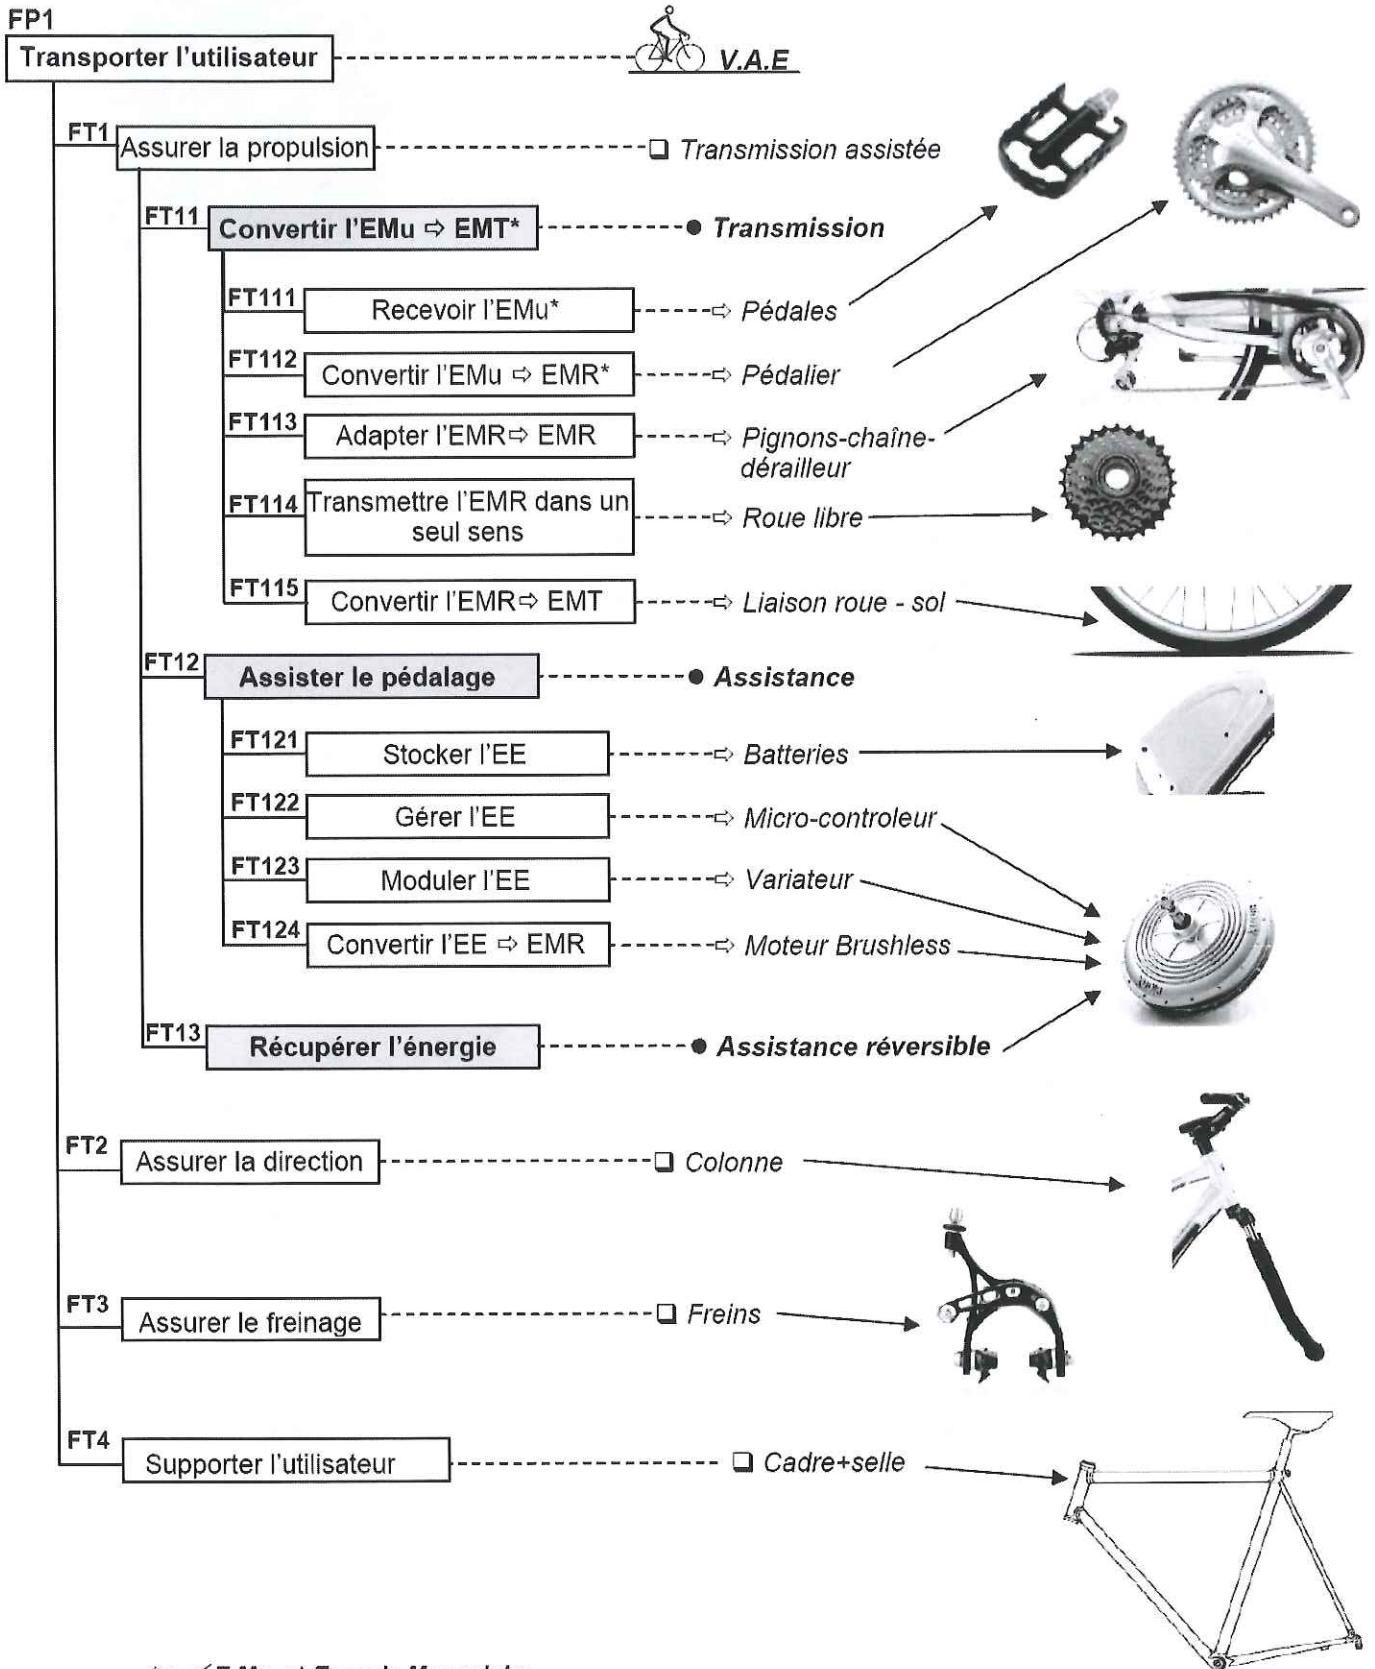 FP1
Transporter l'utilisateur
V.A.E
FT1
Assurer la propulsion
Transmission assistée
FT11
Convertir l'EMu ⇨ EMT*
Transmission
FT111
Recevoir l'EMu*
Pédales
FT112
Convertir l'EMu ⇨ EMR*
Pédalier
FT113
Adapter l'EMR⇨ EMR
Pignons-chaîne-
dérailleur
FT114
Transmettre l'EMR dans un
seul sens
Roue libre
FT115
Convertir l'EMR⇨ EMT
Liaison roue - sol
FT12
Assister le pédalage
Assistance
FT121
Stocker l'EE
Batteries
FT122
Gérer l'EE
Micro-controleur
FT123
Moduler l'EE
Variateur
FT124
Convertir l'EE ⇨ EMR
Moteur Brushless
FT13
Récupérer l'énergie
Assistance réversible
FT2
Assurer la direction
Colonne
FT3
Assurer le freinage
Freins
FT4
Supporter l'utilisateur
Cadre+selle